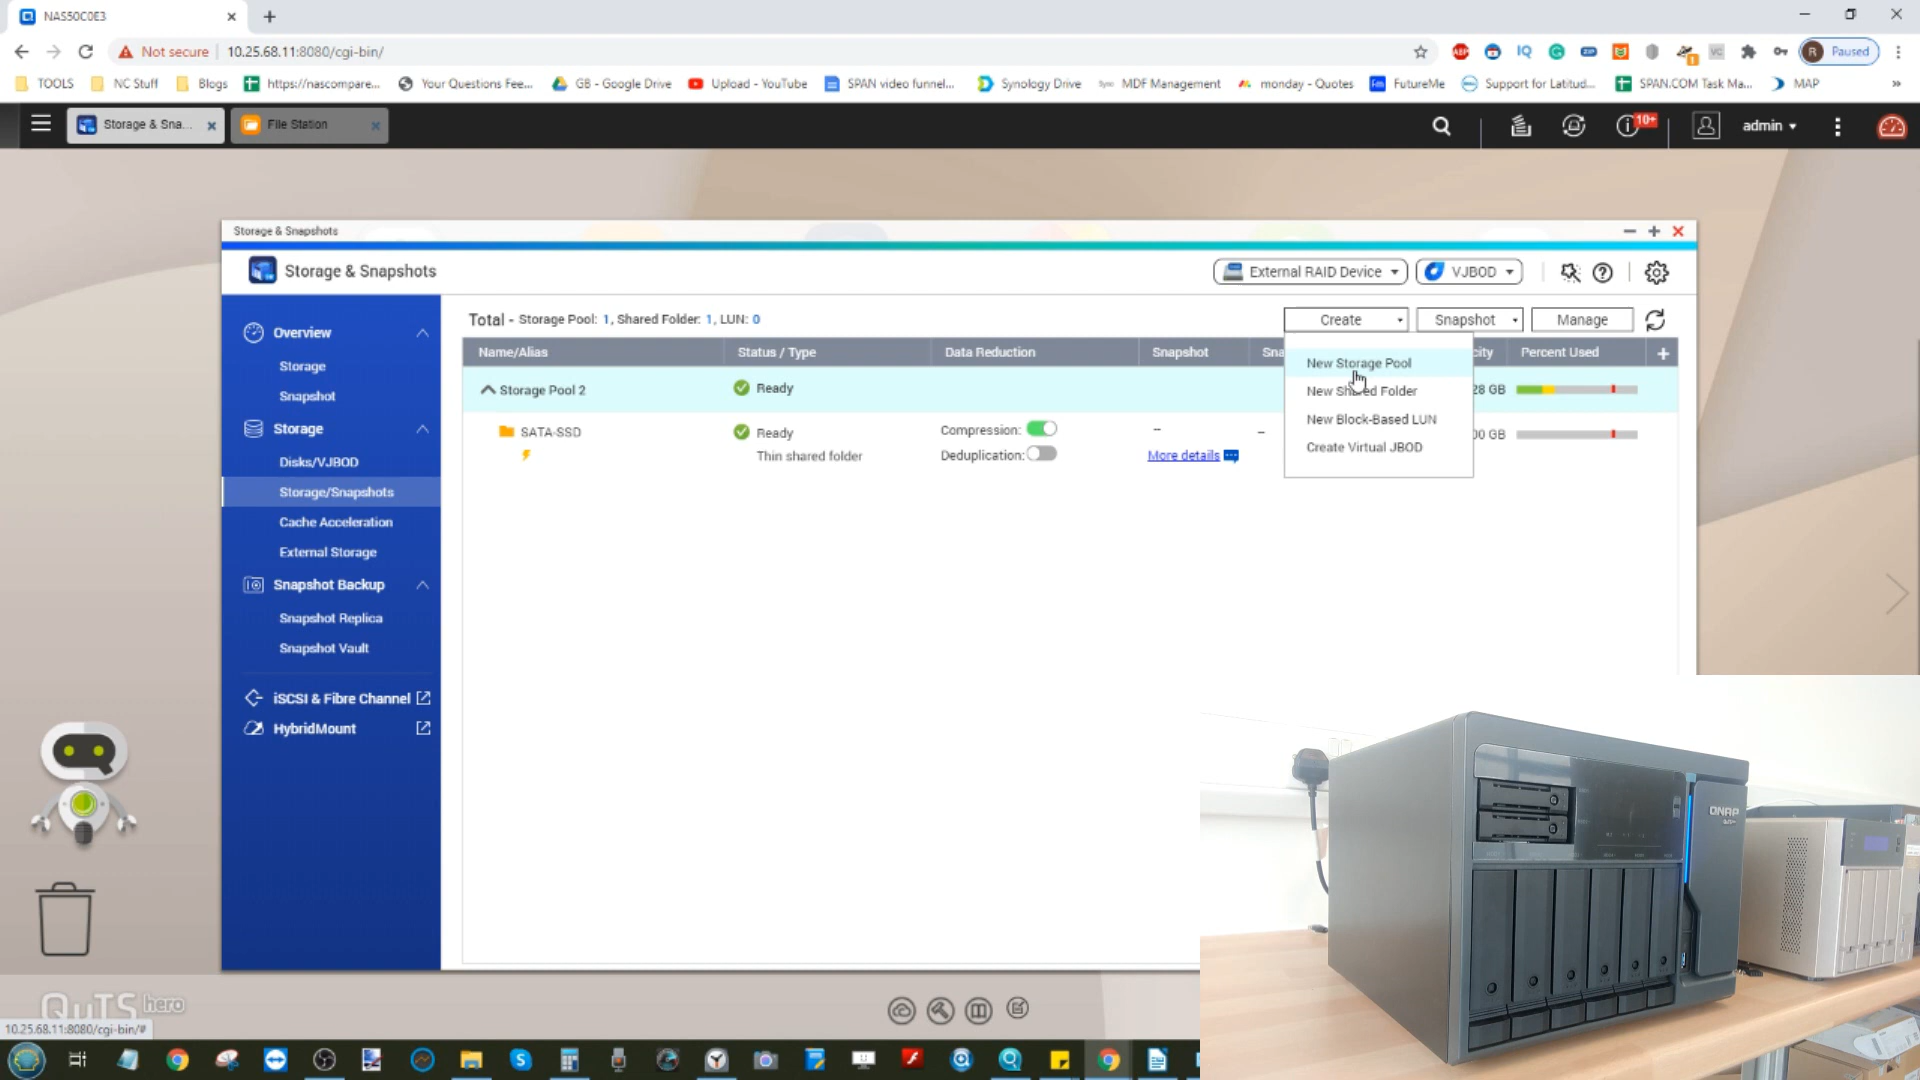 NAS50C0E3
Not secure 10.25.68.11:8080/cgi-bin/
Paused
TOOLS NC Stuff Blogs https://nascompare... Your Questions Fee... GB - Google Drive Upload - YouTube SPAN video funnel... Synology Drive MDF Management monday - Quotes FutureMe Support for Latitud... SPAN.COM Task Ma... MAP
Storage & Sna... File Station 10+ admin
Storage & Snapshots
Storage & Snapshots External RAID Device VJBOD
Overview
Storage
Snapshot
Storage
Disks/VJBOD
Storage/Snapshots
Cache Acceleration
External Storage
Snapshot Backup
Snapshot Replica
Snapshot Vault
iSCSI & Fibre Channel
HybridMount
Total - Storage Pool: 1, Shared Folder: 1, LUN: 0 Create Snapshot Manage
Name/Alias Status / Type Data Reduction Snapshot Sna city Percent Used
Storage Pool 2 Ready 28 GB
SATA-SSD Ready Compression: -- -- 00 GB
Thin shared folder Deduplication: More details
New Storage Pool
New Shared Folder
New Block-Based LUN
Create Virtual JBOD
QNAP
QuTS hero
10.25.68.11:8080/cgi-bin/#